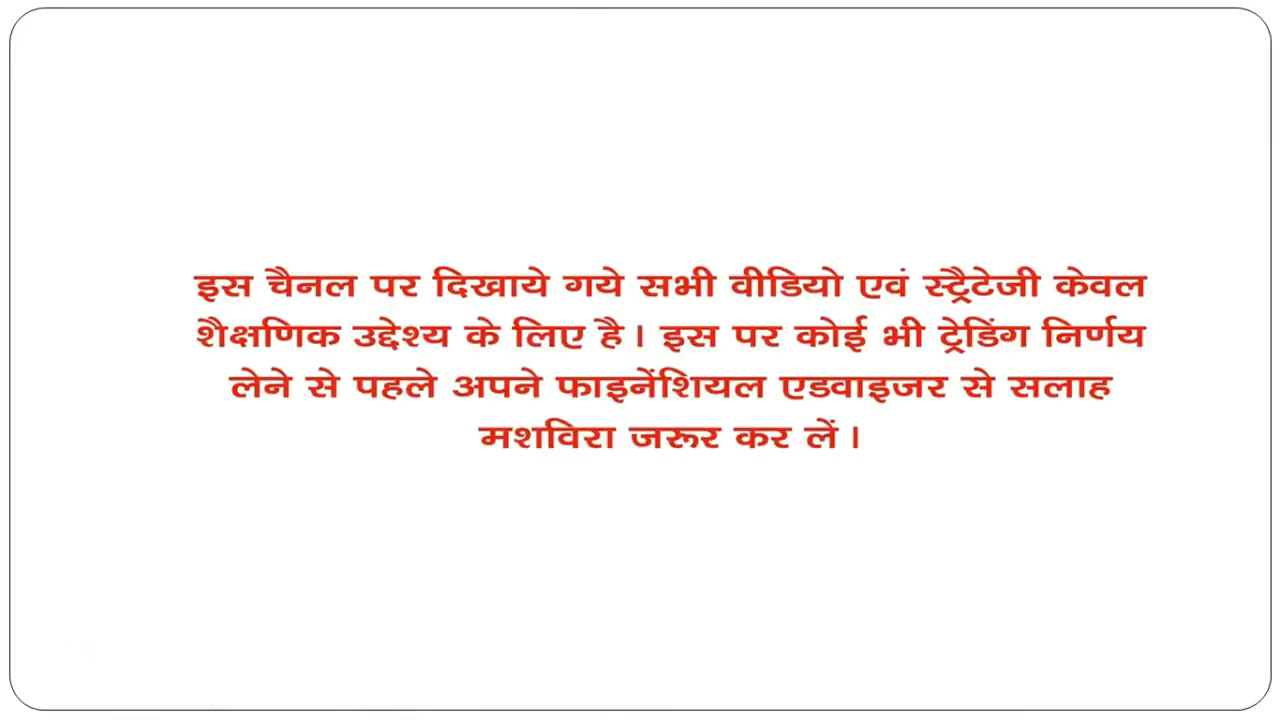 इस चैनल पर दिखाये गये सभी वीडियो एवं स्ट्रैटेजी केवल
शैक्षणिक उद्देश्य के लिए है। इस पर कोई भी ट्रेडिंग निर्णय
लेने से पहले अपने फाइनेंशियल एडवाइजर से सलाह
मशविरा जरूर कर लें।